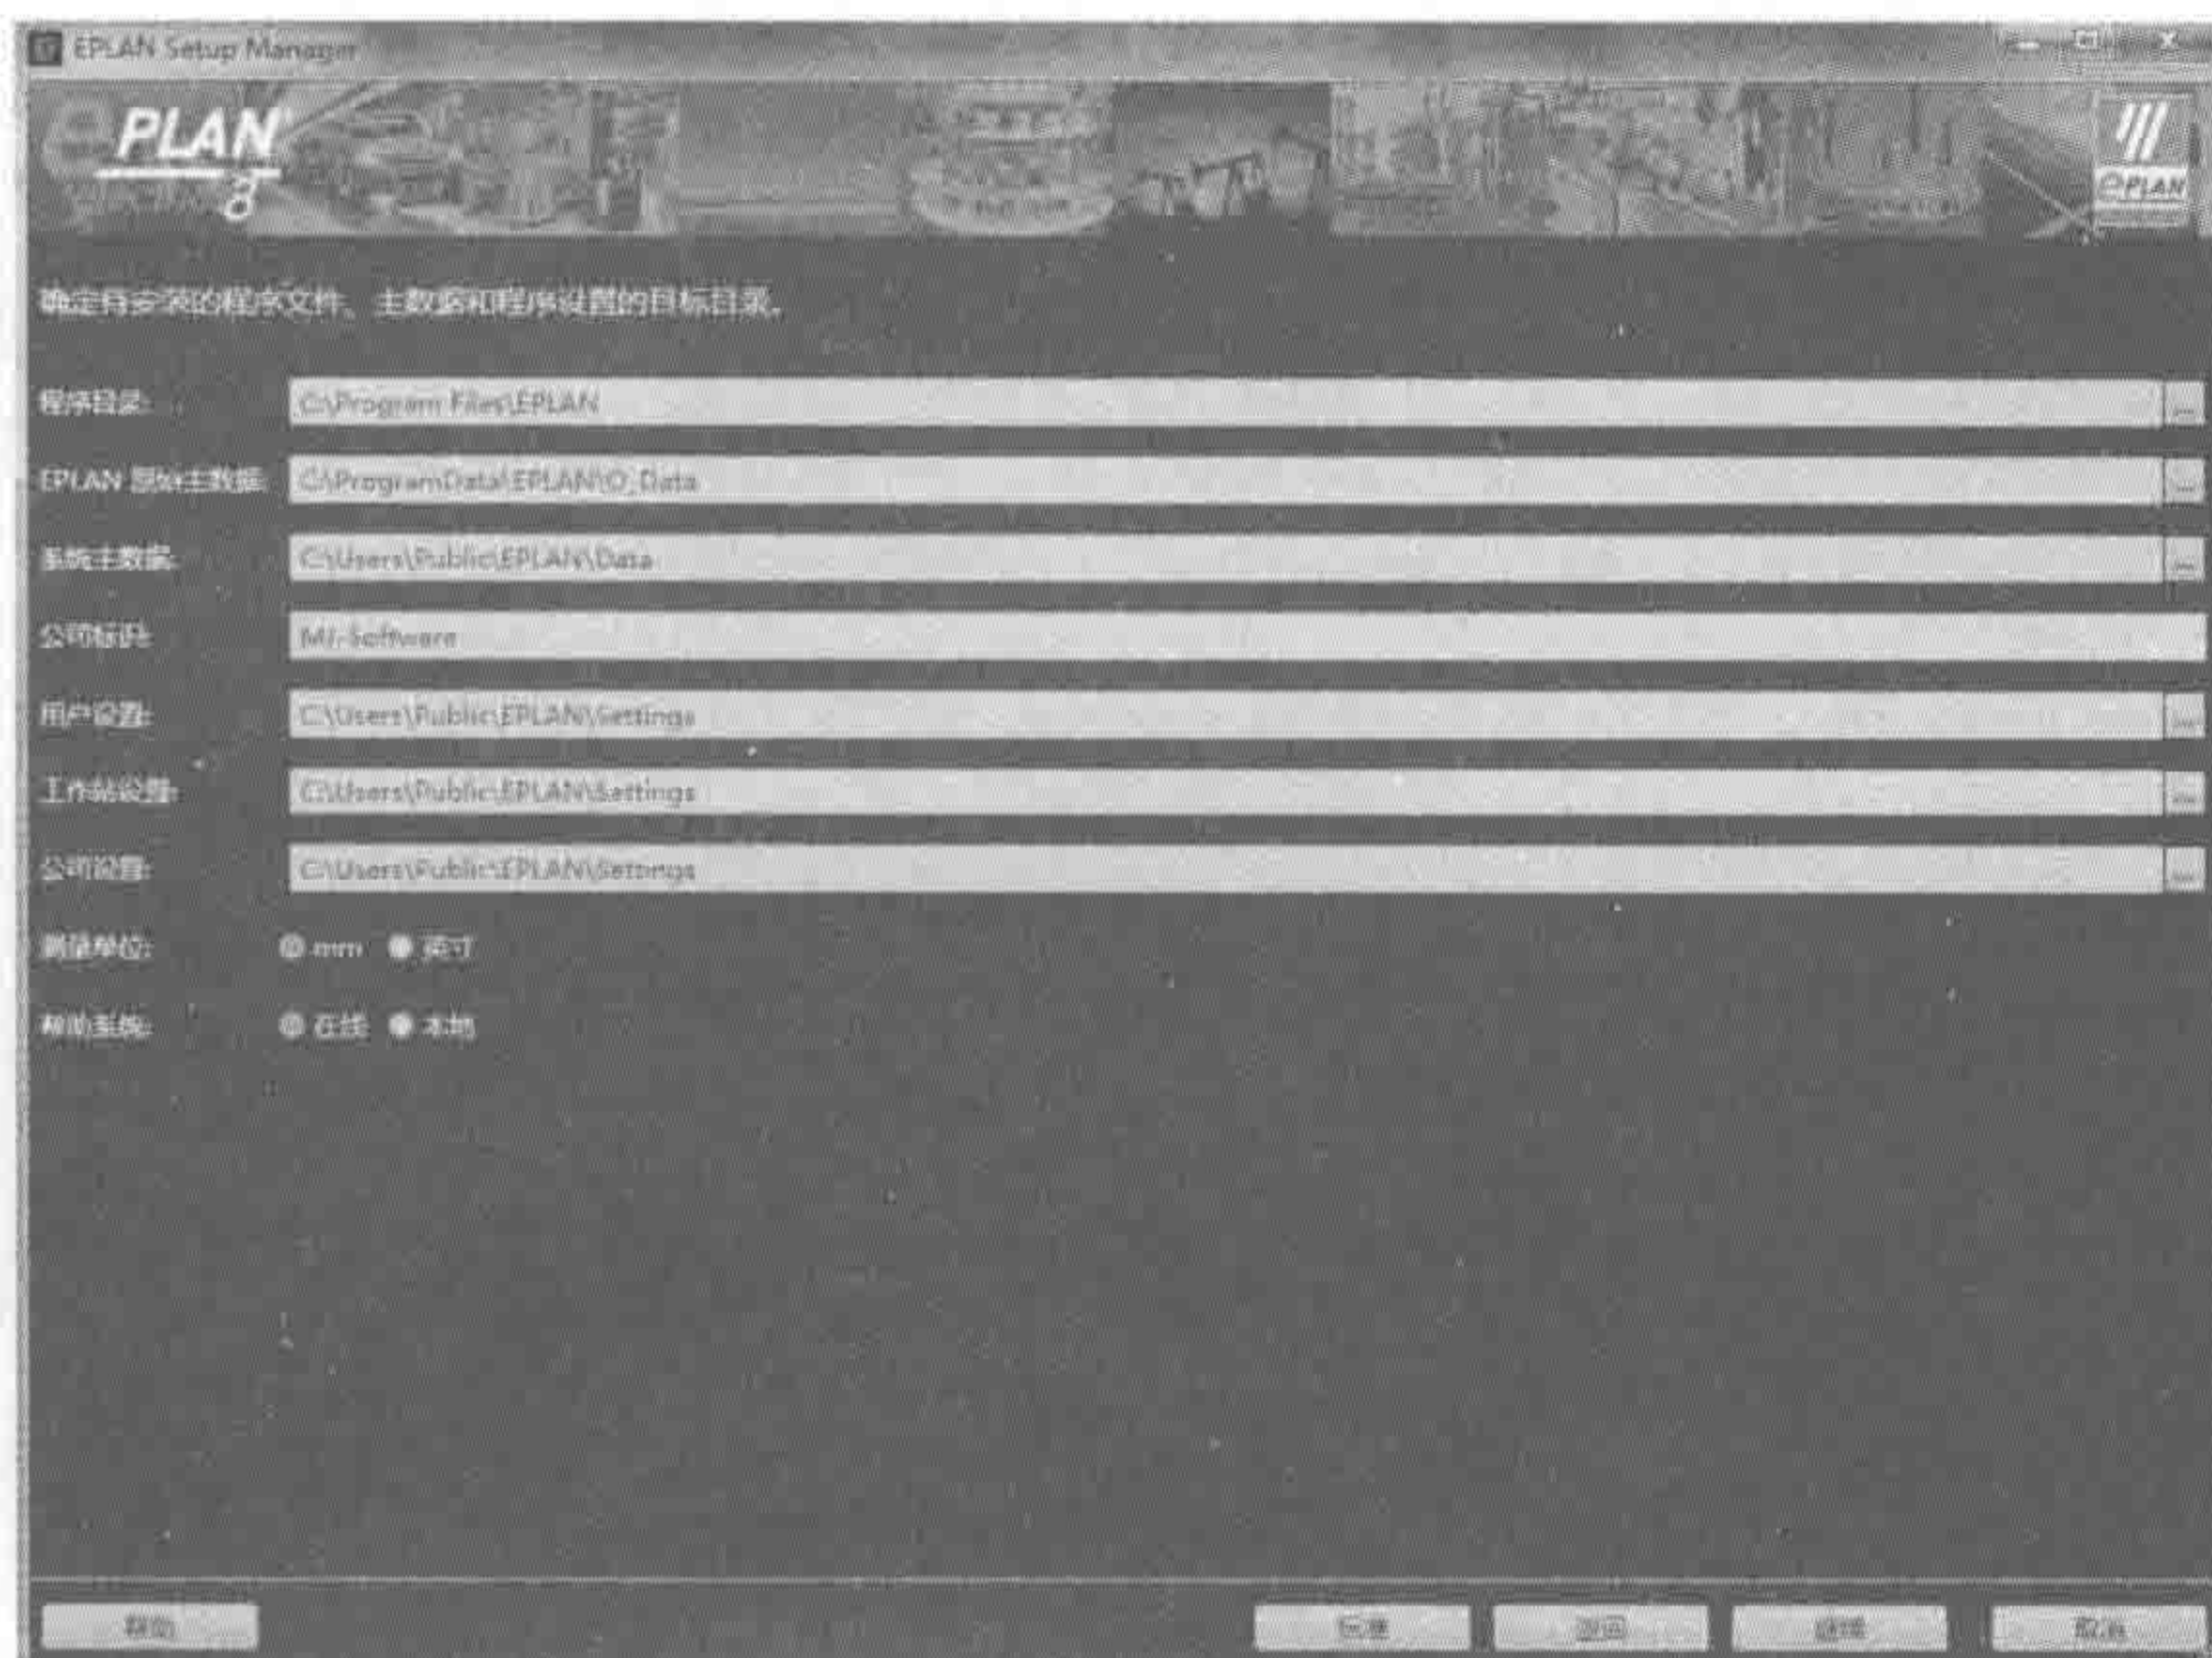 EPLAN Setup Manager
ePLAN
ePLAN
确定待安装的程序文件、主数据和程序设置的目标目录。
程序目录: C:\Program Files\EPLAN ...
EPLAN 原始主数据: C:\ProgramData\EPLAN\O_Data ...
系统主数据: C:\Users\Public\EPLAN\Data ...
公司标识: MJ-Software
用户设置: C:\Users\Public\EPLAN\Settings ...
工作站设置: C:\Users\Public\EPLAN\Settings ...
公司设置: C:\Users\Public\EPLAN\Settings ...
测量单位: mm 英寸
帮助系统: 在线 本地
帮助 返回 继续 取消